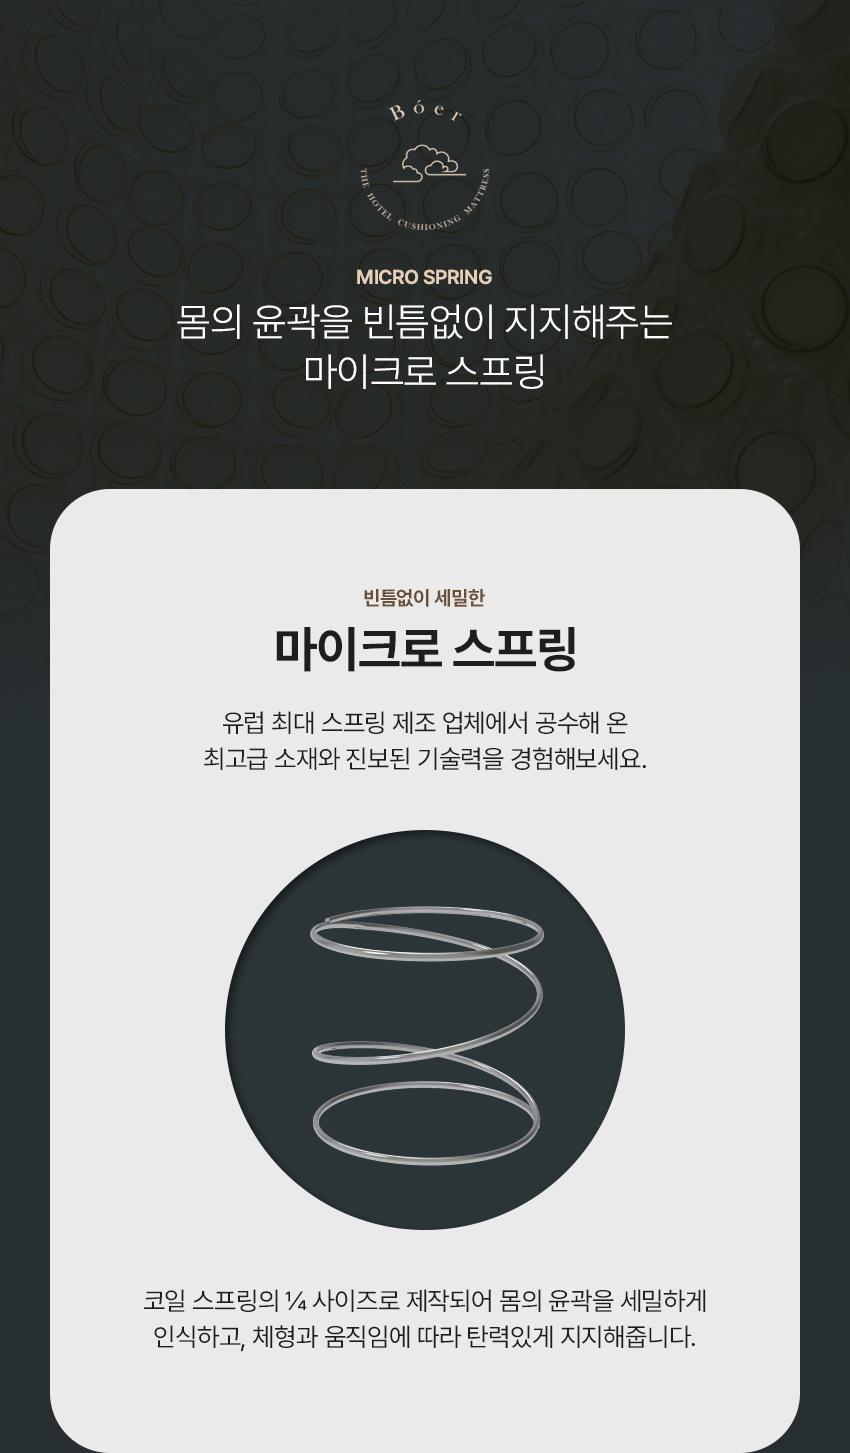 Bóer
THE HOTEL CUSHIONING MATTRESS
MICRO SPRING
몸의 윤곽을 빈틈없이 지지해주는
마이크로 스프링
빈틈없이 세밀한
마이크로 스프링
유럽 최대 스프링 제조 업체에서 공수해 온
최고급 소재와 진보된 기술력을 경험해보세요.
코일 스프링의 ¼ 사이즈로 제작되어 몸의 윤곽을 세밀하게
인식하고, 체형과 움직임에 따라 탄력있게 지지해줍니다.